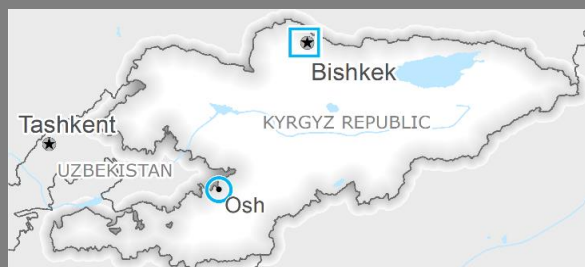 Bishkek
KYRGYZ REPUBLIC
Tashkent
UZBEKISTAN
Osh